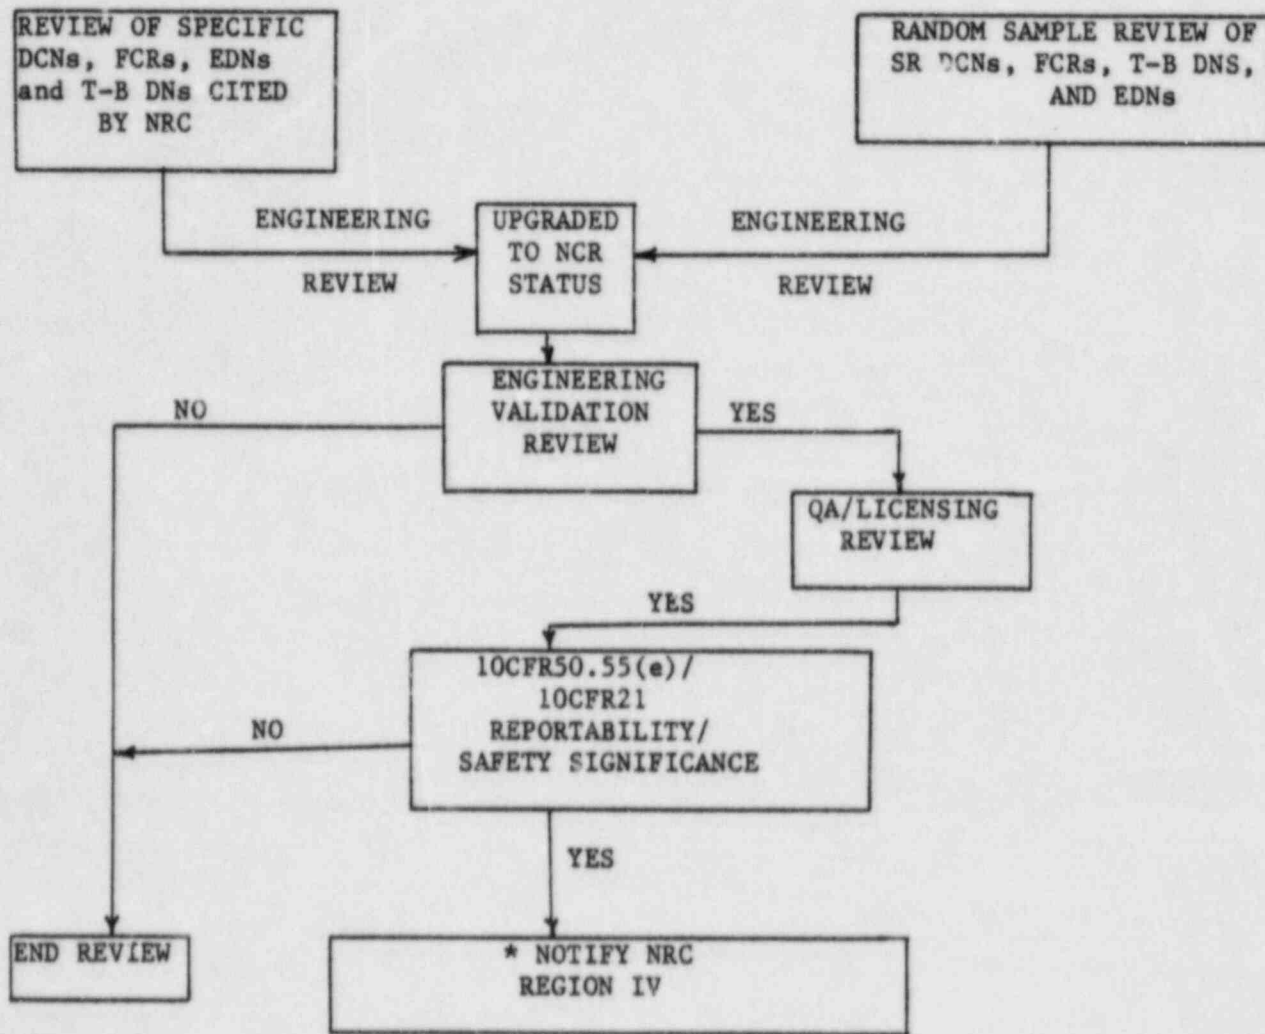 REVIEW OF SPECIFIC
DCNs, FCRs, EDNs
and T-B DNs CITED
BY NRC
RANDOM SAMPLE REVIEW OF
SR DCNs, FCRs, T-B DNS,
AND EDNs
ENGINEERING
REVIEW
UPGRADED
TO NCR
STATUS
ENGINEERING
REVIEW
ENGINEERING
VALIDATION
REVIEW
NO
YES
QA/LICENSING
REVIEW
YES
10CFR50.55(e)/
10CFR21
REPORTABILITY/
SAFETY SIGNIFICANCE
NO
YES
END REVIEW
* NOTIFY NRC
REGION IV